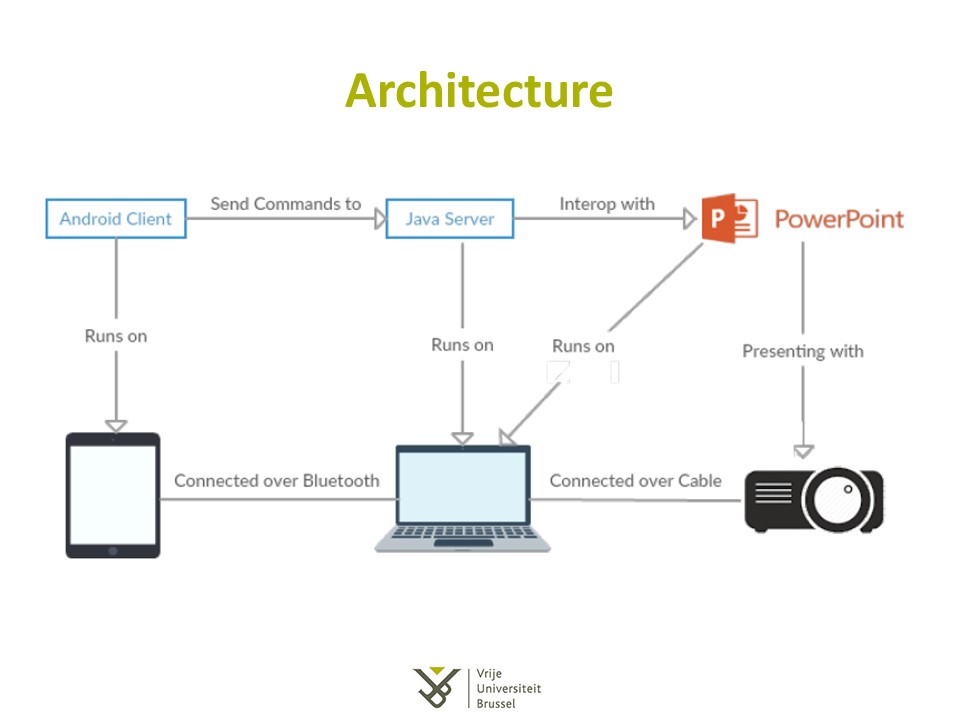 Architecture
Send Commands to
Interop with
Android Client
Java Server
P
PowerPoint
Runs on
Runs on
Runs on
Presenting with
Connected over Bluetooth
Connected over Cable
Vrije
Universiteit
Brussel